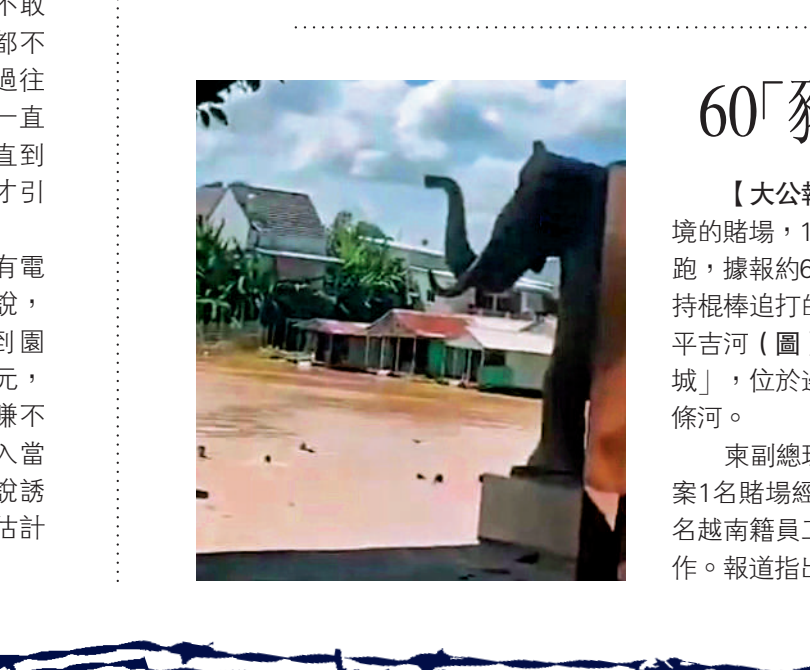 不敢
都不
過往
一直
直到
才引
有電
說，
到園
元，
賺不
入當
說誘
估計
60「豬
【大公報
境的賭場，1
跑，據報約6
持棍棒追打的
平吉河（圖）
城」，位於邊
條河。
柬副總理
案1名賭場經
名越南籍員工
作。報道指出